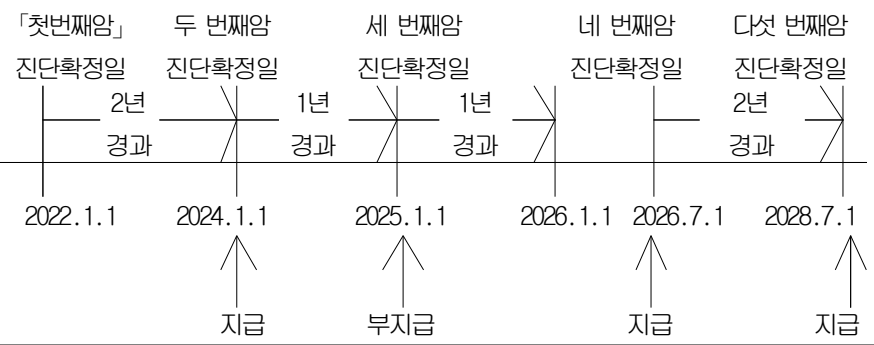 「첫번째암」 두 번째암 세 번째암 네 번째암 다섯 번째암
진단확정일 진단확정일 진단확정일 진단확정일 진단확정일
2년 1년 1년 2년
경과 경과 경과 경과
2022.1.1 2024.1.1 2025.1.1 2026.1.1 2026.7.1 2028.7.1
지급 부지급 지급 지급